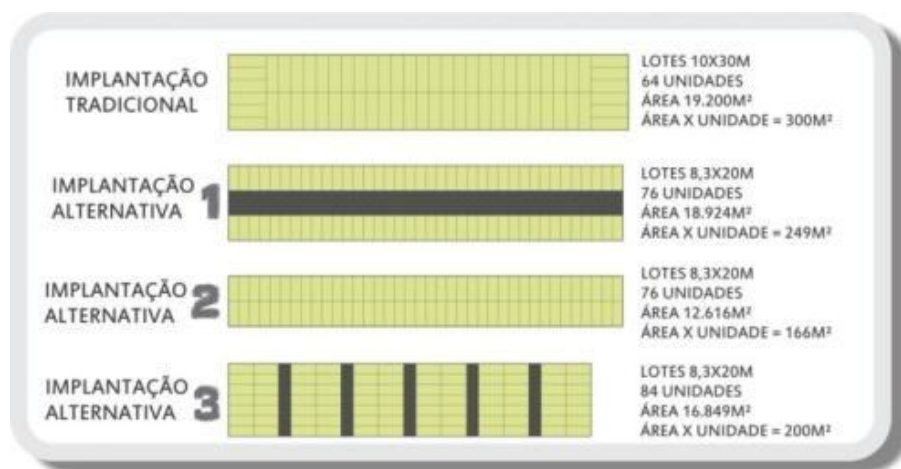 IMPLANTAÇÃO
TRADICIONAL
LOTES 10X30M
64 UNIDADES
ÁREA 19.200M²
ÁREA X UNIDADE = 300M²
IMPLANTAÇÃO
ALTERNATIVA 1
LOTES 8,3X20M
76 UNIDADES
ÁREA 18.924M²
ÁREA X UNIDADE = 249M²
IMPLANTAÇÃO
ALTERNATIVA 2
LOTES 8,3X20M
76 UNIDADES
ÁREA 12.616M²
ÁREA X UNIDADE = 166M²
IMPLANTAÇÃO
ALTERNATIVA 3
LOTES 8,3X20M
84 UNIDADES
ÁREA 16.849M²
ÁREA X UNIDADE = 200M²